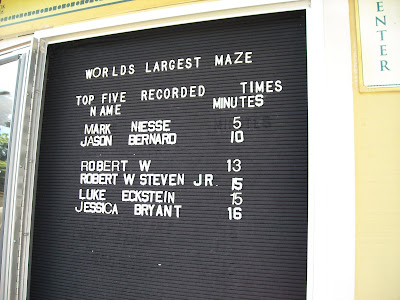 WORLDS LARGEST MAZE
TOP FIVE RECORDED TIMES
NAME MINUTES
MARK NIESSE 5
JASON BERNARD 10
ROBERT W 13
ROBERT W STEVEN JR. 15
LUKE ECKSTEIN 15
JESSICA BRYANT 16
ENTER